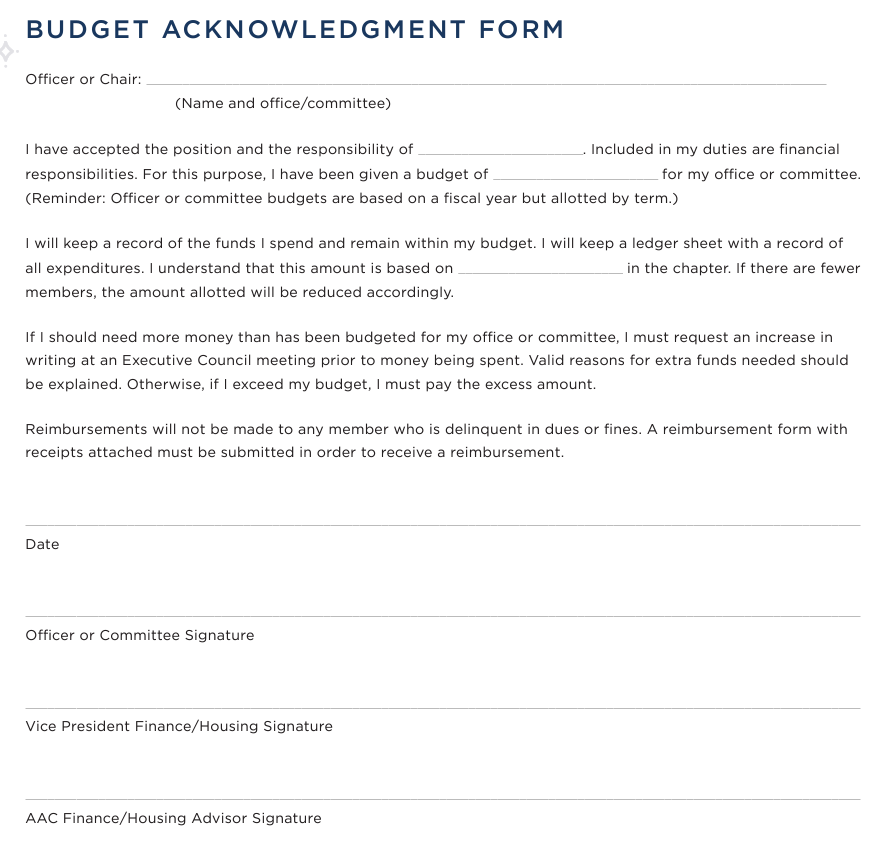 BUDGET ACKNOWLEDGMENT FORM
Officer or Chair: ____________________
(Name and office/committee)
I have accepted the position and the responsibility of ____________________. Included in my duties are financial
responsibilities. For this purpose, I have been given a budget of ____________________ for my office or committee.
(Reminder: Officer or committee budgets are based on a fiscal year but allotted by term.)
I will keep a record of the funds I spend and remain within my budget. I will keep a ledger sheet with a record of
all expenditures. I understand that this amount is based on ____________________ in the chapter. If there are fewer
members, the amount allotted will be reduced accordingly.
If I should need more money than has been budgeted for my office or committee, I must request an increase in
writing at an Executive Council meeting prior to money being spent. Valid reasons for extra funds needed should
be explained. Otherwise, if I exceed my budget, I must pay the excess amount.
Reimbursements will not be made to any member who is delinquent in dues or fines. A reimbursement form with
receipts attached must be submitted in order to receive a reimbursement.
Date
Officer or Committee Signature
Vice President Finance/Housing Signature
AAC Finance/Housing Advisor Signature